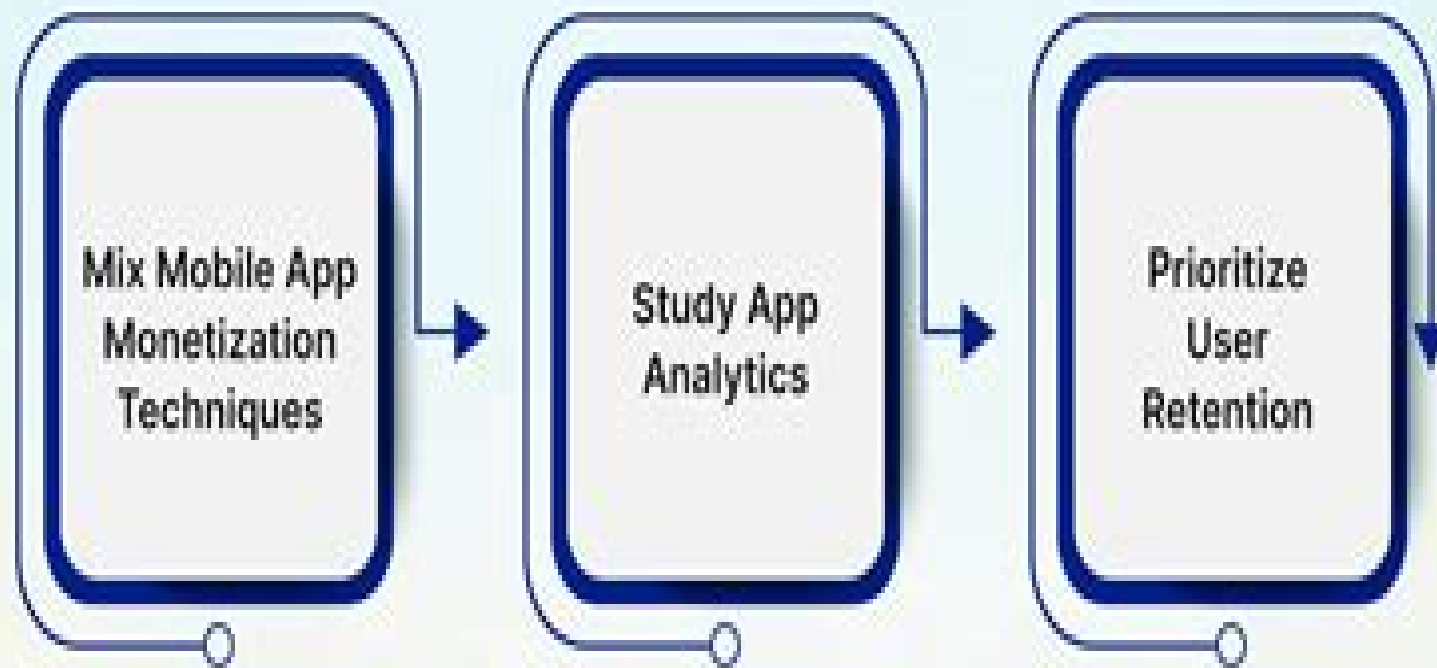 Mix Mobile App
Monetization
Techniques
Study App
Analytics
Prioritize
User
Retention